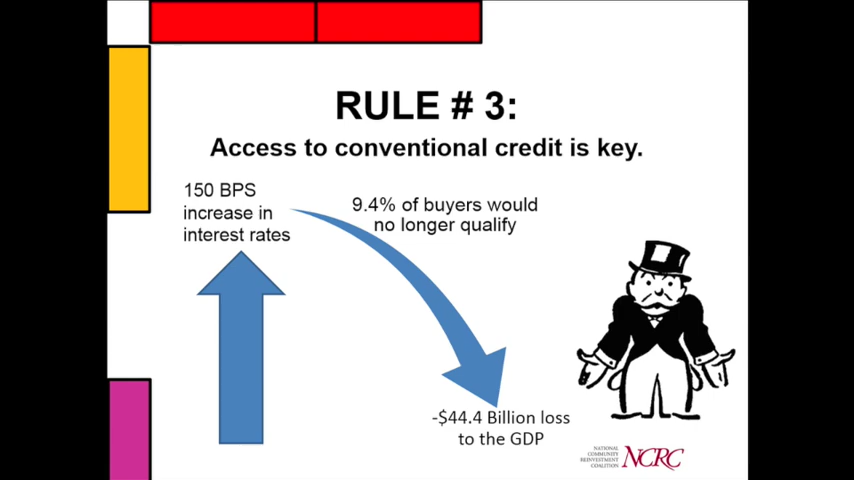 RULE # 3:
Access to conventional credit is key.
150 BPS
increase in
interest rates
9.4% of buyers would
no longer qualify
-$44.4 Billion loss
to the GDP
NATIONAL
COMMUNITY
REINVESTMENT
COALITION
NCRC